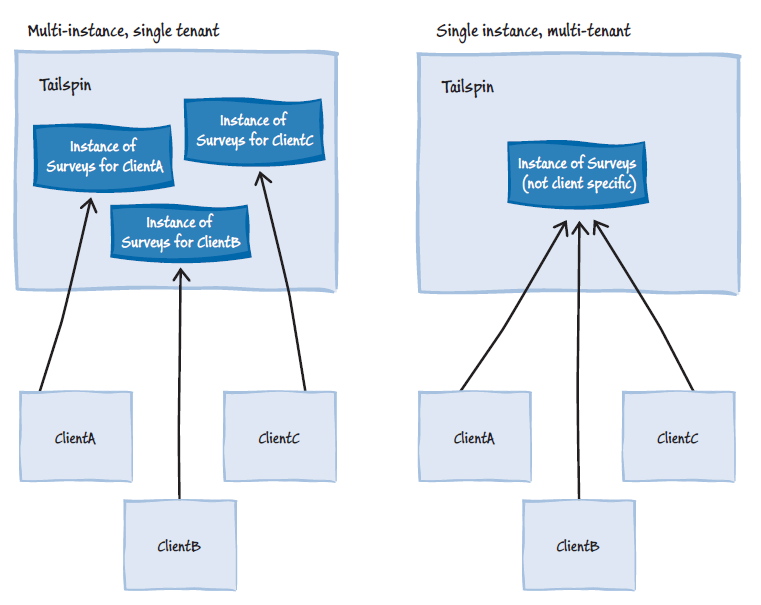 Multi-instance, single tenant
Tailspin
Instance of
Surveys for ClientC
Instance of
Surveys for ClientA
Instance of
Surveys for ClientB
ClientA
ClientC
ClientB
Single instance, multi-tenant
Tailspin
Instance of Surveys
(not client specific)
ClientA
ClientC
ClientB